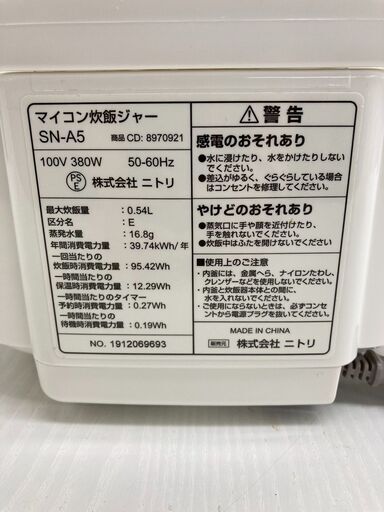 マイコン炊飯ジャー
SN-A5 商品CD: 8970921
100V 380W 50-60Hz
PSE 株式会社 ニトリ
最大炊飯量 : 0.54L
区分名 : E
蒸発水量 : 16.8g
年間消費電力量 : 39.74kWh/年
一回当たりの
炊飯時消費電力量 : 95.42Wh
一時間当たりの
保温時消費電力量 : 12.29Wh
一時間当たりのタイマー
予約時消費電力量 : 0.27Wh
一時間当たりの
待機時消費電力量 : 0.19Wh
NO. 1912069693
⚠警告
感電のおそれあり
●水に浸けたり、水をかけたりしない
でください。
●差込がゆるく、ぐらぐらしている場合
はコンセントを修理してください。
やけどのおそれあり
●蒸気口に手や顔を近付けたり、
手を触れないでください。
●炊飯中はふたを開けないでください。
■使用上のご注意
・内釜には、金属へら、ナイロンたわし、
クレンザーなどを使用しないでください。
・内釜と炊飯器本体との間に、
水を入れないでください。
・ご使用にならないときは、必ずコンセ
ントから電源プラグを抜いてください。
MADE IN CHINA
販売元 株式会社 ニトリ